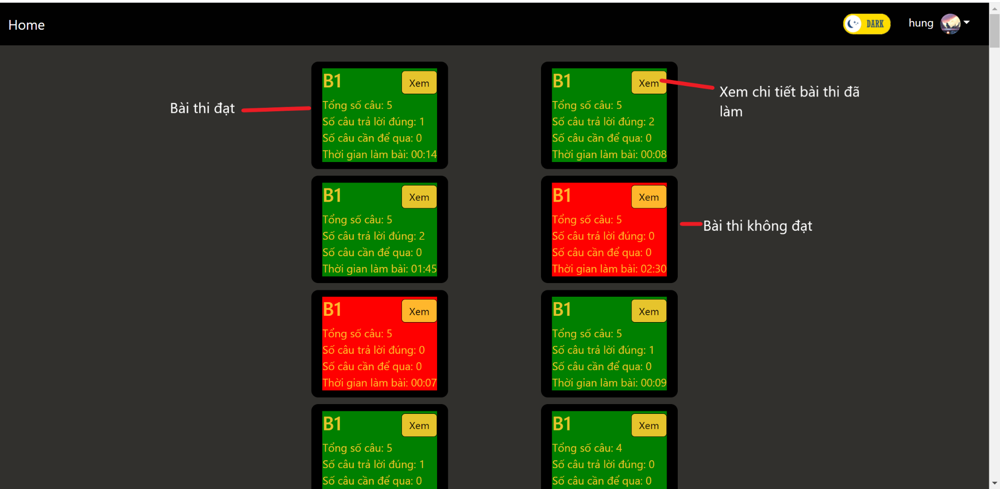 Home
DARK
hung
Bài thi đạt
B1
Xem
Tổng số câu: 5
Số câu trả lời đúng: 1
Số câu cần để qua: 0
Thời gian làm bài: 00:14
B1
Xem
Tổng số câu: 5
Số câu trả lời đúng: 2
Số câu cần để qua: 0
Thời gian làm bài: 00:08
Xem chi tiết bài thi đã
làm
B1
Xem
Tổng số câu: 5
Số câu trả lời đúng: 2
Số câu cần để qua: 0
Thời gian làm bài: 01:45
B1
Xem
Tổng số câu: 5
Số câu trả lời đúng: 0
Số câu cần để qua: 0
Thời gian làm bài: 02:30
Bài thi không đạt
B1
Xem
Tổng số câu: 5
Số câu trả lời đúng: 0
Số câu cần để qua: 0
Thời gian làm bài: 00:07
B1
Xem
Tổng số câu: 5
Số câu trả lời đúng: 1
Số câu cần để qua: 0
Thời gian làm bài: 00:09
B1
Xem
Tổng số câu: 5
Số câu trả lời đúng: 1
Số câu cần để qua: 0
B1
Xem
Tổng số câu: 4
Số câu trả lời đúng: 0
Số câu cần để qua: 0